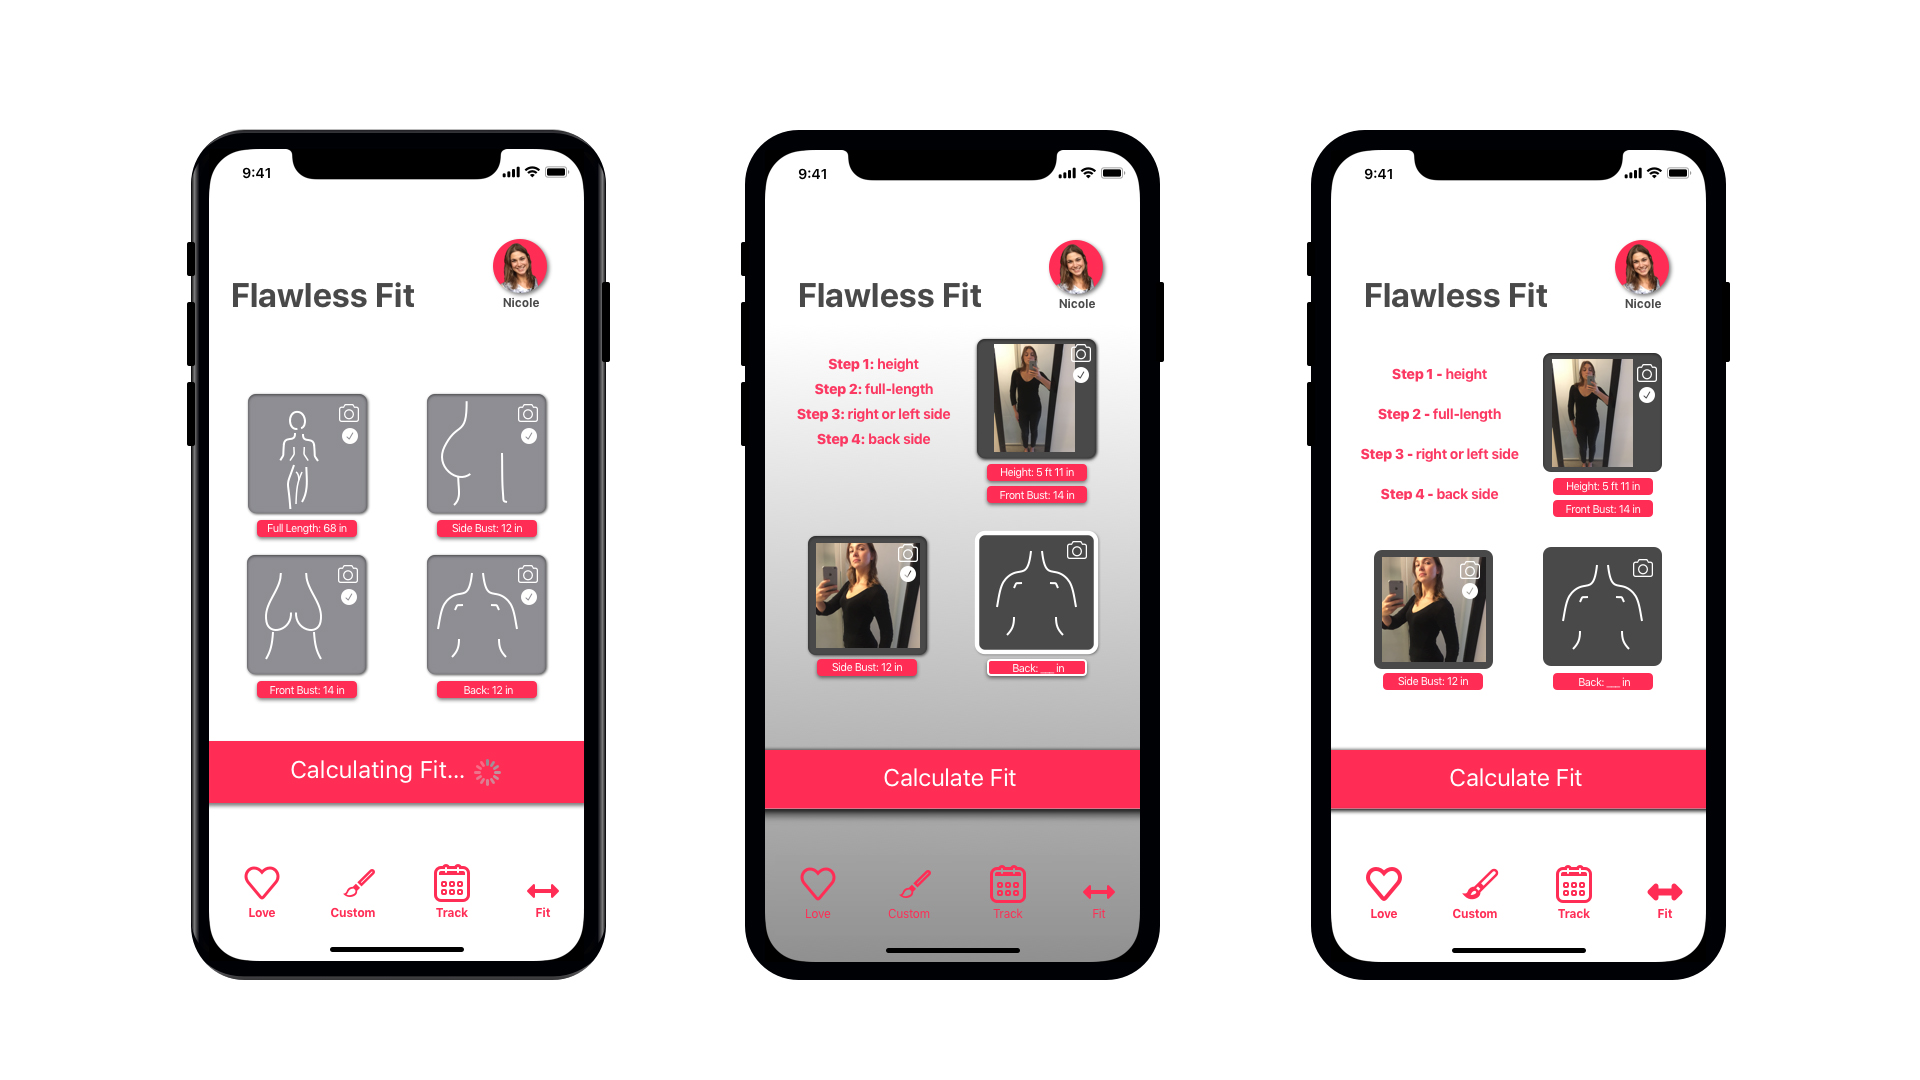 9:41
Nicole
Flawless Fit
Full Length: 68 in
Side Bust: 12 in
Front Bust: 14 in
Back: 12 in
Calculating Fit...
Love
Custom
Track
Fit
9:41
Nicole
Flawless Fit
Step 1: height
Step 2: full-length
Step 3: right or left side
Step 4: back side
Height: 5 ft 11 in
Front Bust: 14 in
Side Bust: 12 in
Back: ___ in
Calculate Fit
Love
Custom
Track
Fit
9:41
Nicole
Flawless Fit
Step 1 - height
Step 2 - full-length
Step 3 - right or left side
Step 4 - back side
Height: 5 ft 11 in
Front Bust: 14 in
Side Bust: 12 in
Back: ___ in
Calculate Fit
Love
Custom
Track
Fit